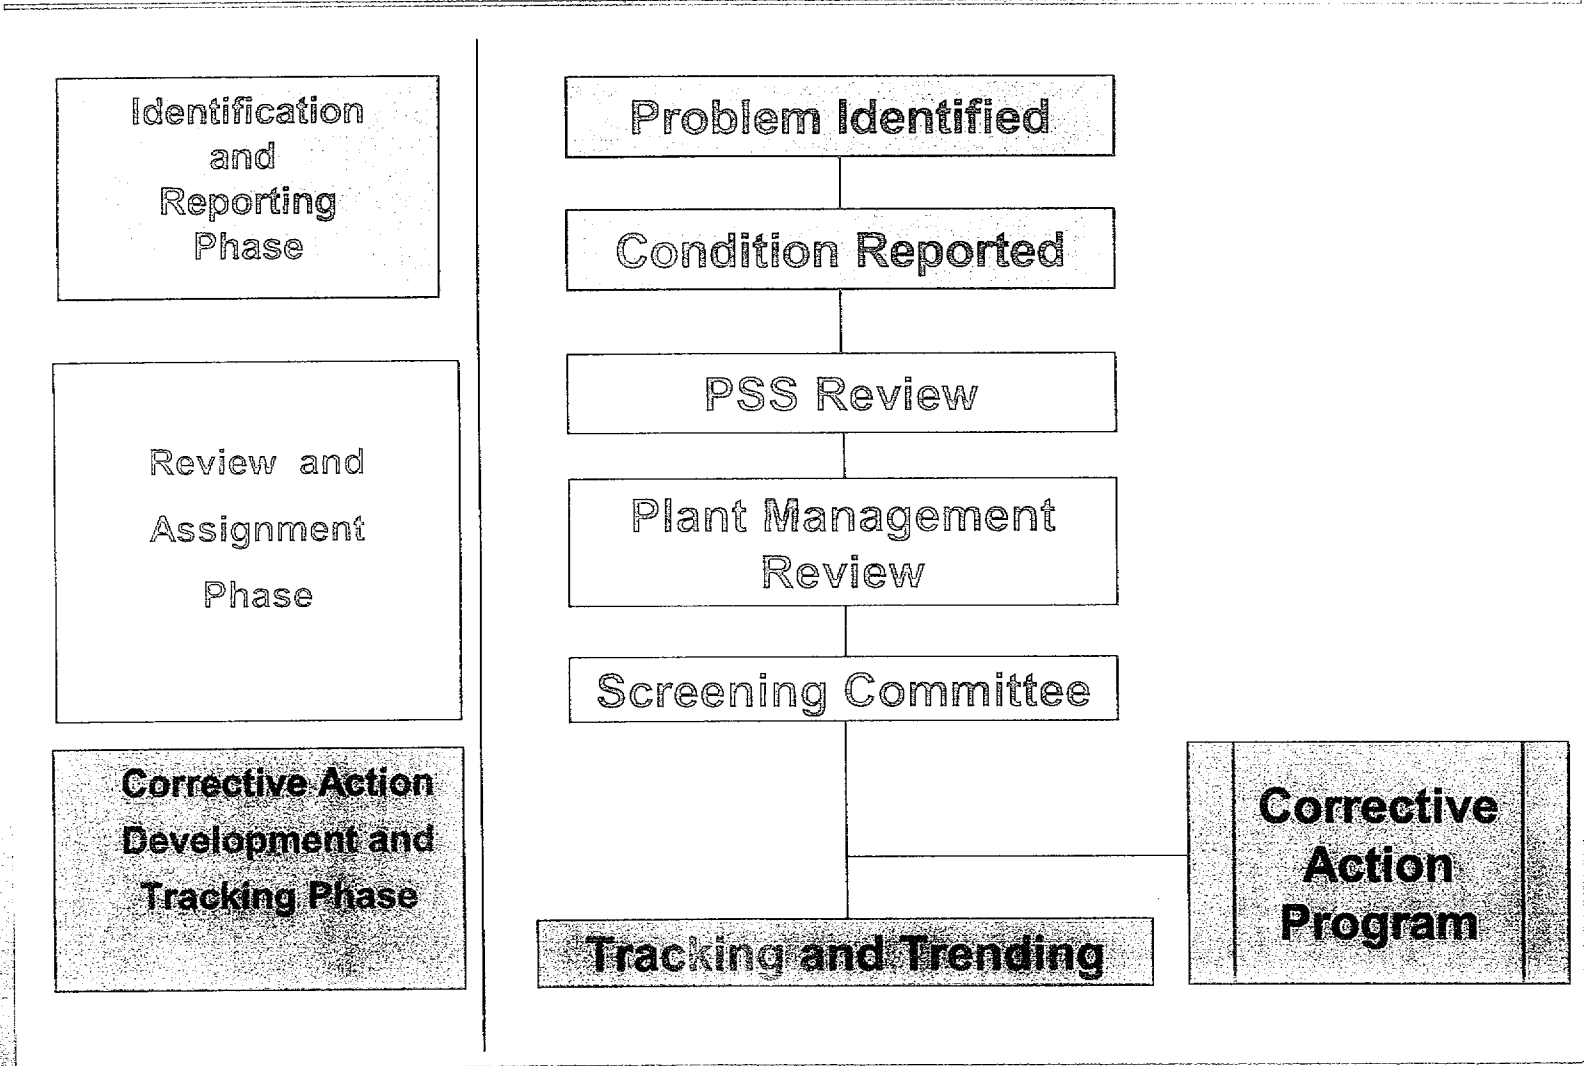 Identification
and
Reporting
Phase
Review and
Assignment
Phase
Corrective Action
Development and
Tracking Phase
Problem Identified
Condition Reported
PSS Review
Plant Management
Review
Screening Committee
Tracking and Trending
Corrective
Action
Program